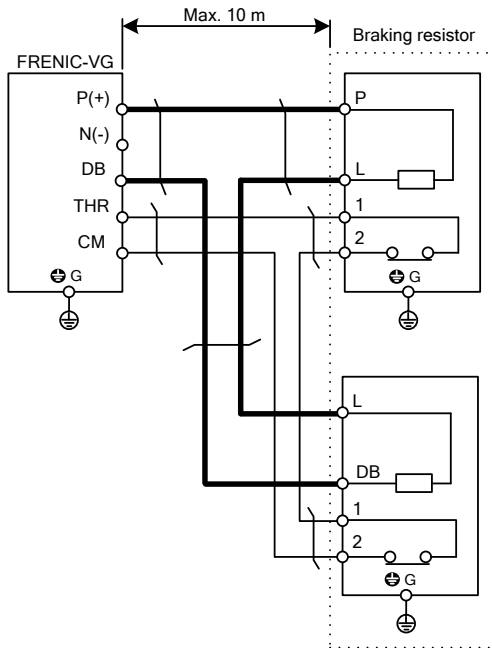 Max. 10 m
Braking resistor
FRENIC-VG
P(+)
N(-)
DB
THR
CM
G
P
L
1
2
G
L
DB
1
2
G